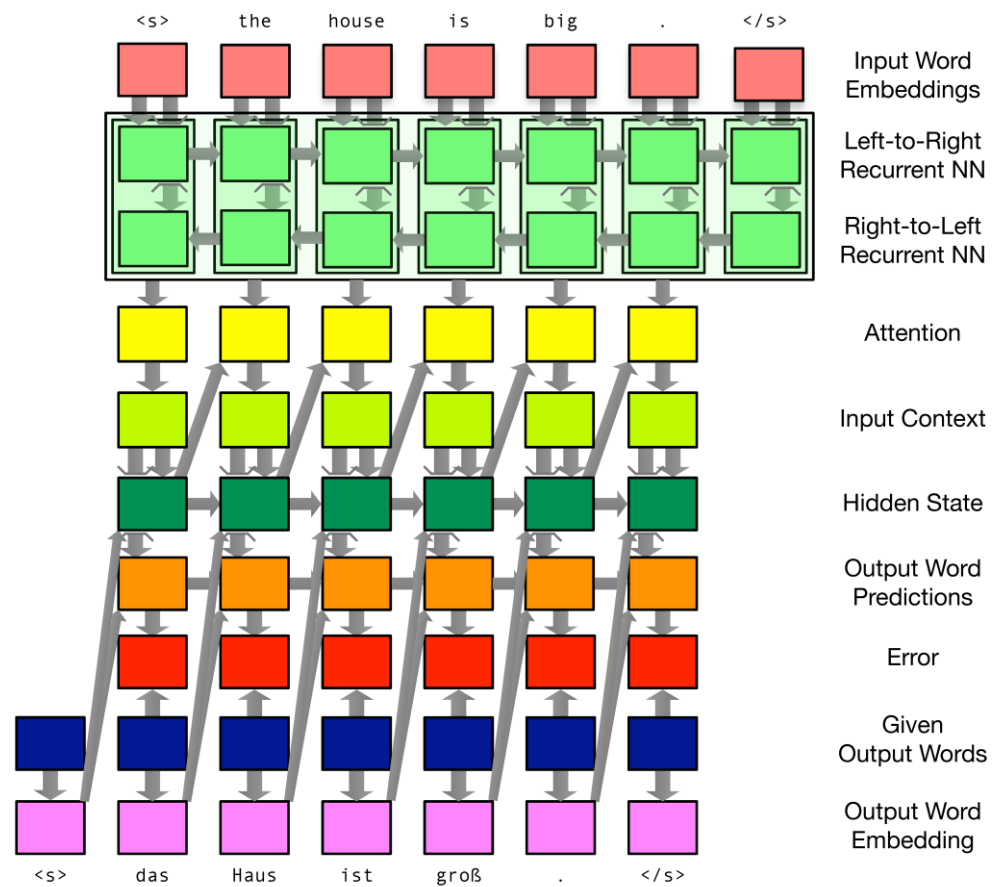 <s> the house is big . </s>
Input Word
Embeddings
Left-to-Right
Recurrent NN
Right-to-Left
Recurrent NN
Attention
Input Context
Hidden State
Output Word
Predictions
Error
Given
Output Words
Output Word
Embedding
<s> das Haus ist groß . </s>